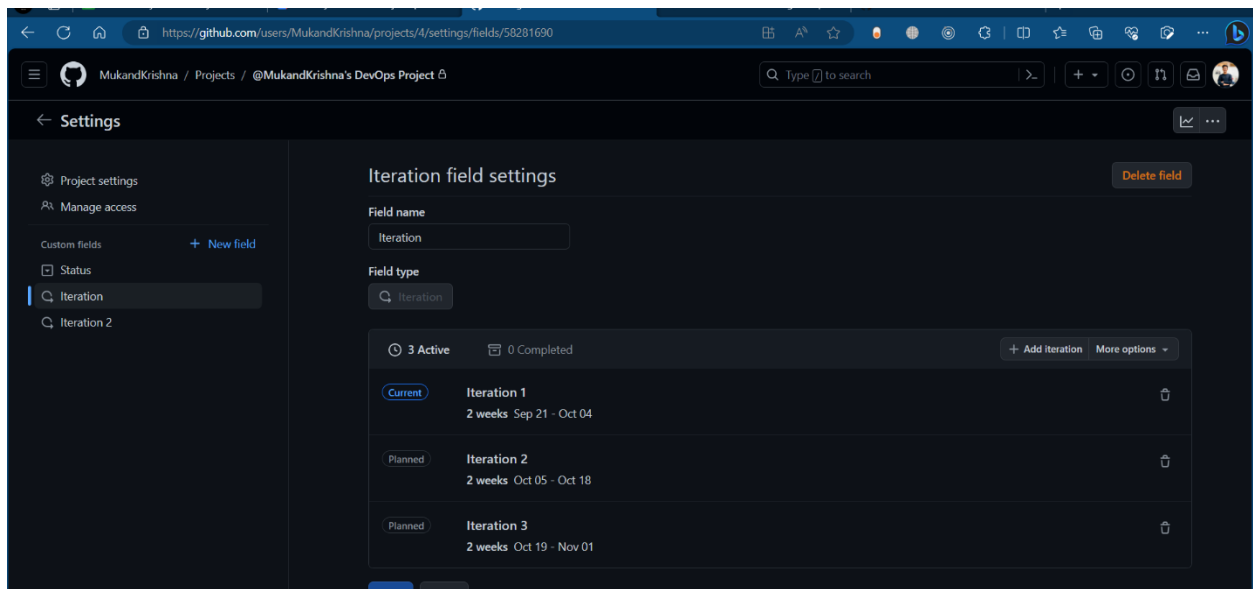 https://github.com/users/MukandKrishna/projects/4/settings/fields/58281690
MukandKrishna / Projects / @MukandKrishna's DevOps Project
Type / to search
Settings
Project settings
Manage access
Custom fields
+ New field
Status
Iteration
Iteration 2
Iteration field settings
Delete field
Field name
Iteration
Field type
Iteration
3 Active
0 Completed
+ Add iteration
More options
Current
Iteration 1
2 weeks Sep 21 - Oct 04
Planned
Iteration 2
2 weeks Oct 05 - Oct 18
Planned
Iteration 3
2 weeks Oct 19 - Nov 01